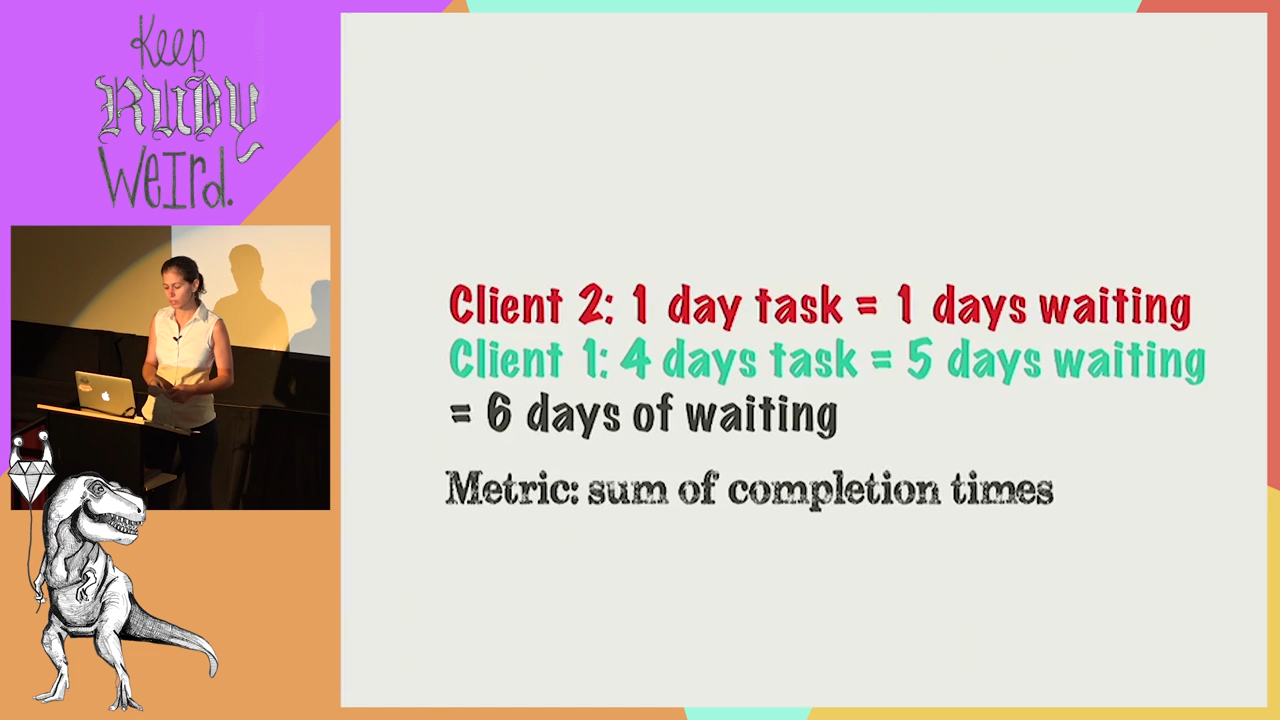 Keep
RUBY
WeIrd.
Client 2: 1 day task = 1 days waiting
Client 1: 4 days task = 5 days waiting
= 6 days of waiting
Metric: sum of completion times